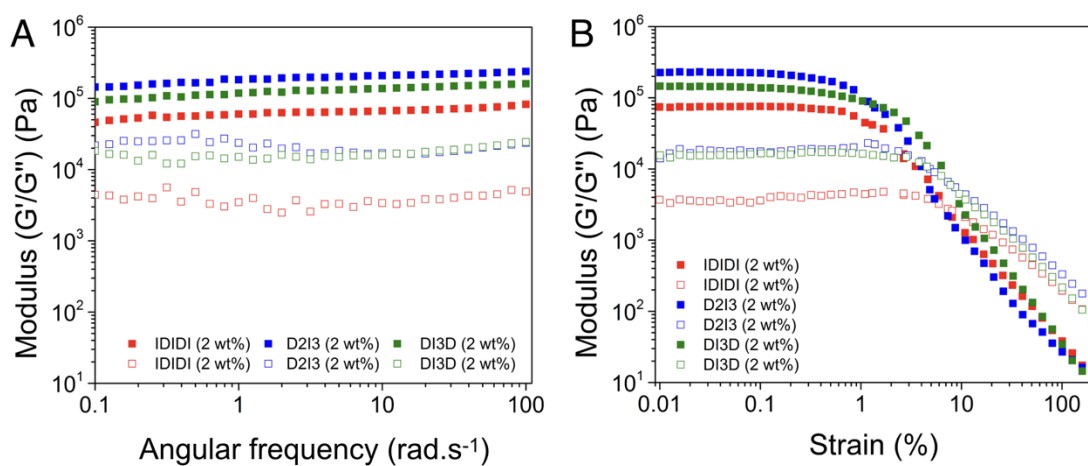 A
Modulus (G'/G") (Pa)
10⁶
10⁵
10⁴
10³
10²
10¹
IDIDI (2 wt%) D2I3 (2 wt%) DI3D (2 wt%)
IDIDI (2 wt%) D2I3 (2 wt%) DI3D (2 wt%)
0.1 1 10 100
Angular frequency (rad.s⁻¹)
B
Modulus (G'/G") (Pa)
10⁶
10⁵
10⁴
10³
10²
10¹
IDIDI (2 wt%)
IDIDI (2 wt%)
D2I3 (2 wt%)
D2I3 (2 wt%)
DI3D (2 wt%)
DI3D (2 wt%)
0.01 0.1 1 10 100
Strain (%)